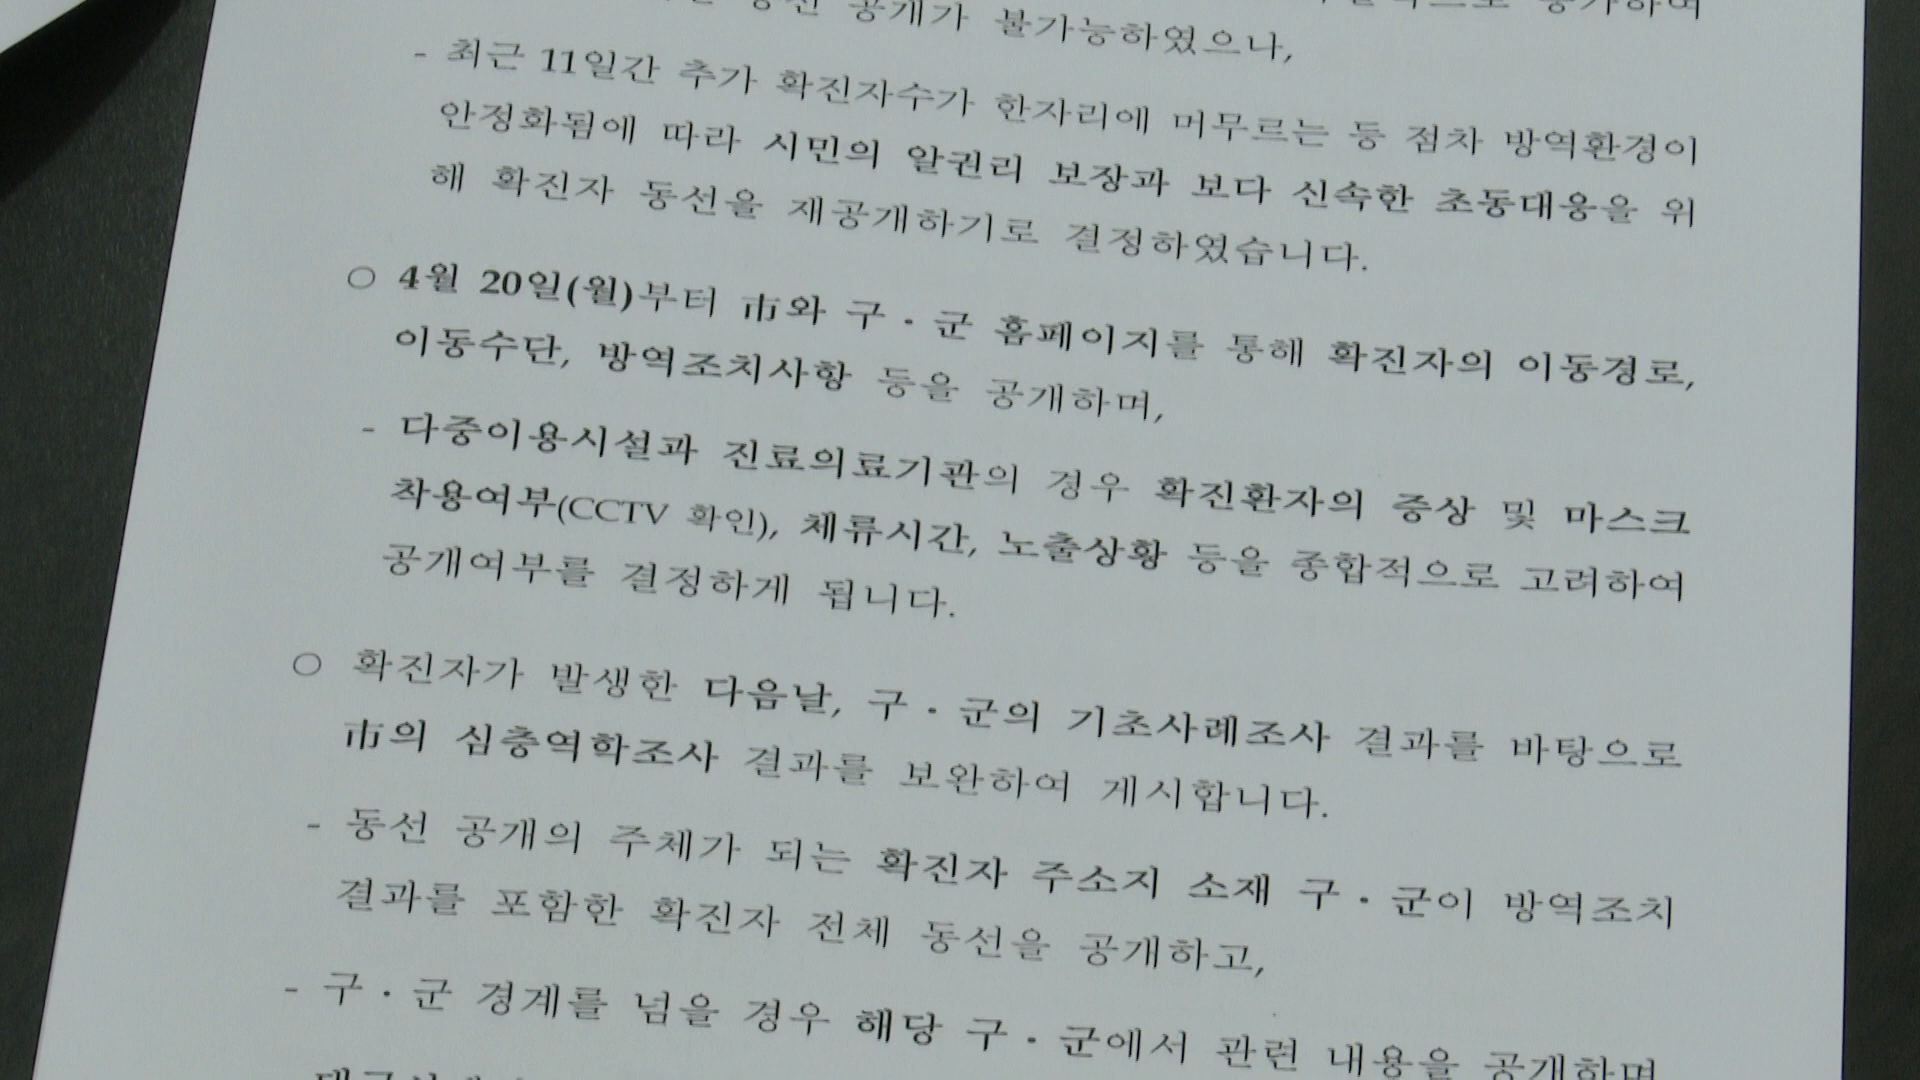 공개가 불가능하였으나,
- 최근 11일간 추가 확진자수가 한자리에 머무르는 등 점차 방역환경이
안정화됨에 따라 시민의 알권리 보장과 보다 신속한 초동대응을 위
해 확진자 동선을 재공개하기로 결정하였습니다.
○ 4월 20일(월)부터 市와 구·군 홈페이지를 통해 확진자의 이동경로,
이동수단, 방역조치사항 등을 공개하며,
- 다중이용시설과 진료의료기관의 경우 확진환자의 증상 및 마스크
착용여부(CCTV 확인), 체류시간, 노출상황 등을 종합적으로 고려하여
공개여부를 결정하게 됩니다.
○ 확진자가 발생한 다음날, 구·군의 기초사례조사 결과를 바탕으로
市의 심층역학조사 결과를 보완하여 게시합니다.
- 동선 공개의 주체가 되는 확진자 주소지 소재 구·군이 방역조치
결과를 포함한 확진자 전체 동선을 공개하고,
- 구·군 경계를 넘을 경우 해당 구·군에서 관련 내용을 공개하며